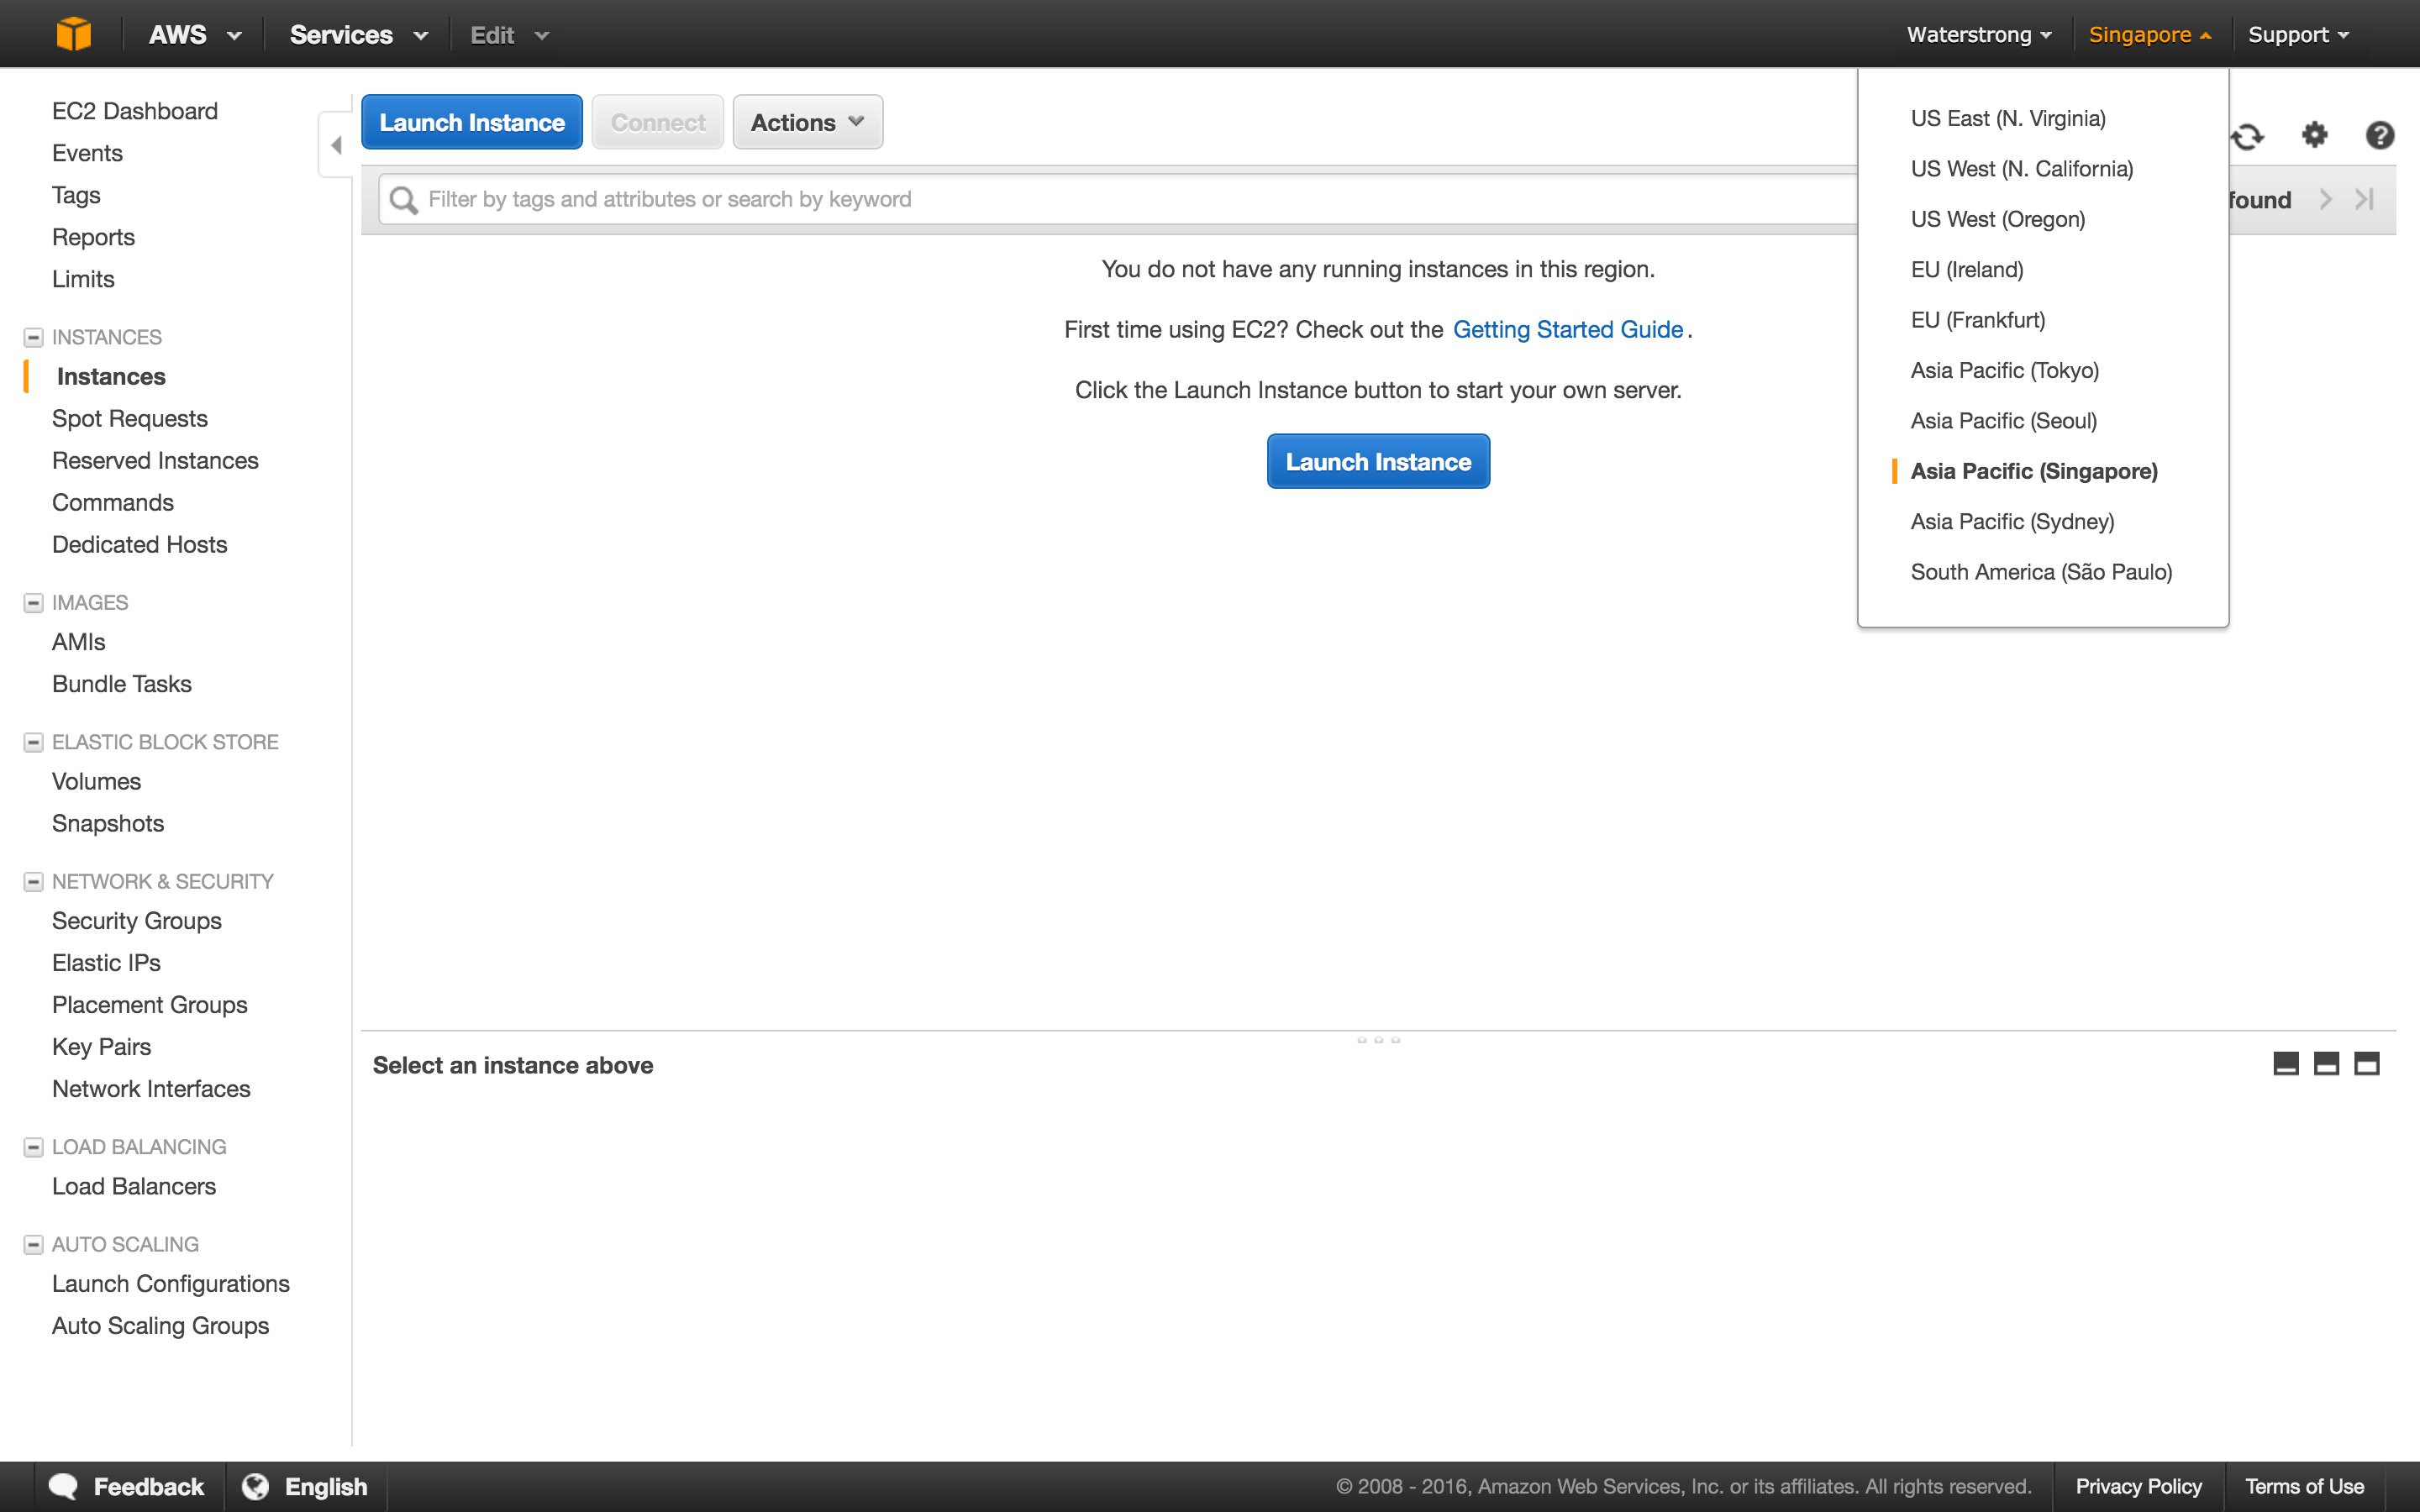 AWS Services Edit Waterstrong Singapore Support
EC2 Dashboard
Events
Tags
Reports
Limits
INSTANCES
Instances
Spot Requests
Reserved Instances
Commands
Dedicated Hosts
IMAGES
AMIs
Bundle Tasks
ELASTIC BLOCK STORE
Volumes
Snapshots
NETWORK & SECURITY
Security Groups
Elastic IPs
Placement Groups
Key Pairs
Network Interfaces
LOAD BALANCING
Load Balancers
AUTO SCALING
Launch Configurations
Auto Scaling Groups
Launch Instance Connect Actions
Filter by tags and attributes or search by keyword
found
You do not have any running instances in this region.
First time using EC2? Check out the Getting Started Guide.
Click the Launch Instance button to start your own server.
Launch Instance
US East (N. Virginia)
US West (N. California)
US West (Oregon)
EU (Ireland)
EU (Frankfurt)
Asia Pacific (Tokyo)
Asia Pacific (Seoul)
Asia Pacific (Singapore)
Asia Pacific (Sydney)
South America (São Paulo)
Select an instance above
Feedback English © 2008 - 2016, Amazon Web Services, Inc. or its affiliates. All rights reserved. Privacy Policy Terms of Use